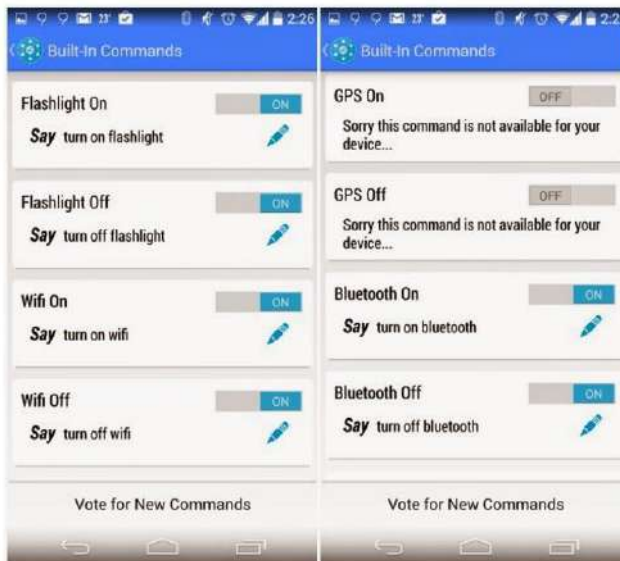 23° 2:26
Built-In Commands
Flashlight On ON
Say turn on flashlight
Flashlight Off ON
Say turn off flashlight
Wifi On ON
Say turn on wifi
Wifi Off ON
Say turn off wifi
Vote for New Commands
23° 2:2
Built-In Commands
GPS On OFF
Sorry this command is not available for your
device...
GPS Off OFF
Sorry this command is not available for your
device...
Bluetooth On ON
Say turn on bluetooth
Bluetooth Off ON
Say turn off bluetooth
Vote for New Commands